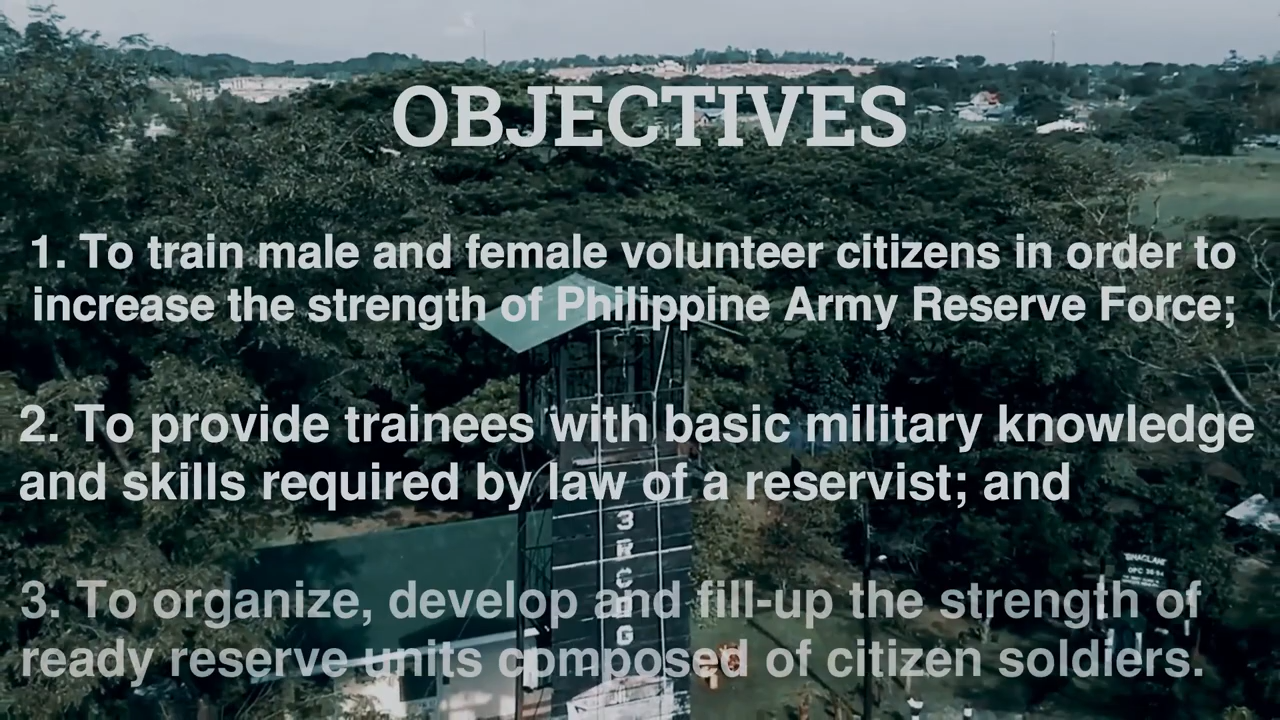 OBJECTIVES
1. To train male and female volunteer citizens in order to
increase the strength of Philippine Army Reserve Force;
2. To provide trainees with basic military knowledge
and skills required by law of a reservist; and
3. To organize, develop and fill-up the strength of
ready reserve units composed of citizen soldiers.